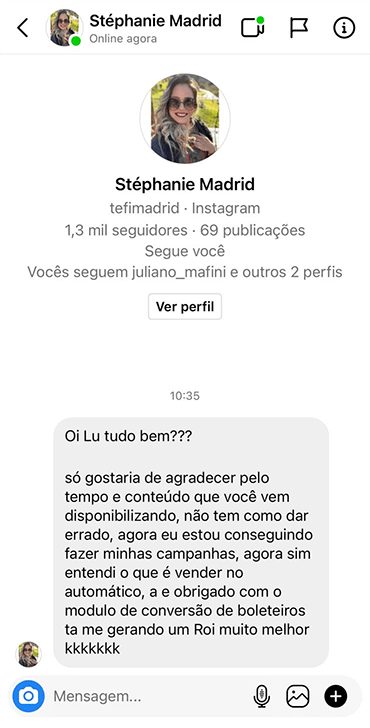 Stéphanie Madrid
Online agora
Stéphanie Madrid
tefimadrid · Instagram
1,3 mil seguidores · 69 publicações
Segue você
Vocês seguem juliano_mafini e outros 2 perfis
Ver perfil
10:35
Oi Lu tudo bem???
só gostaria de agradecer pelo
tempo e conteúdo que você vem
disponibilizando, não tem como dar
errado, agora eu estou conseguindo
fazer minhas campanhas, agora sim
entendi o que é vender no
automático, a e obrigado com o
modulo de conversão de boleteiros
ta me gerando um Roi muito melhor
kkkkkkk
Mensagem...